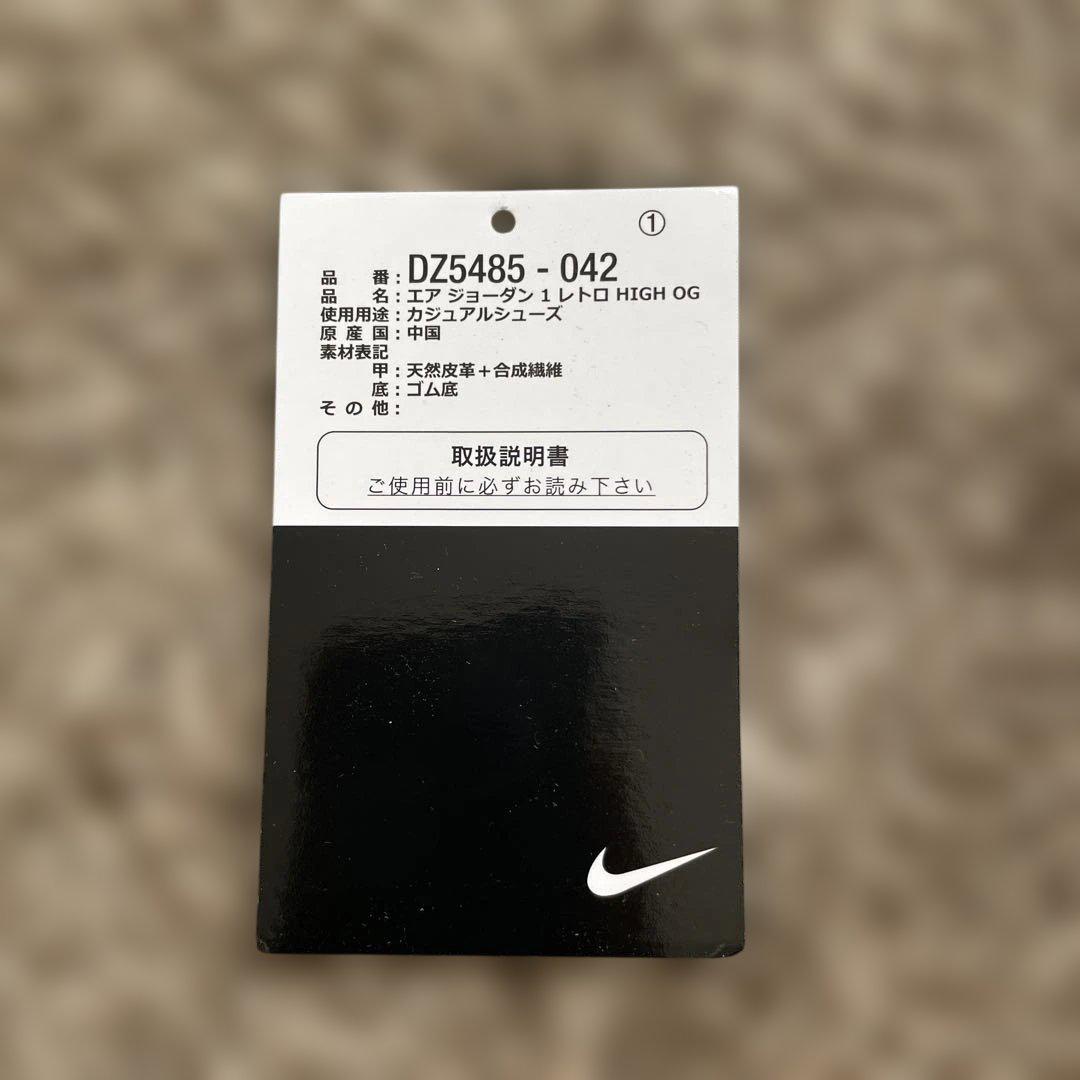 ①
品 番：DZ5485 - 042
品 名：エア ジョーダン 1 レトロ HIGH OG
使用用途：カジュアルシューズ
原 産 国：中国
素材表記
甲：天然皮革＋合成繊維
底：ゴム底
そ の 他：
取扱説明書
ご使用前に必ずお読み下さい